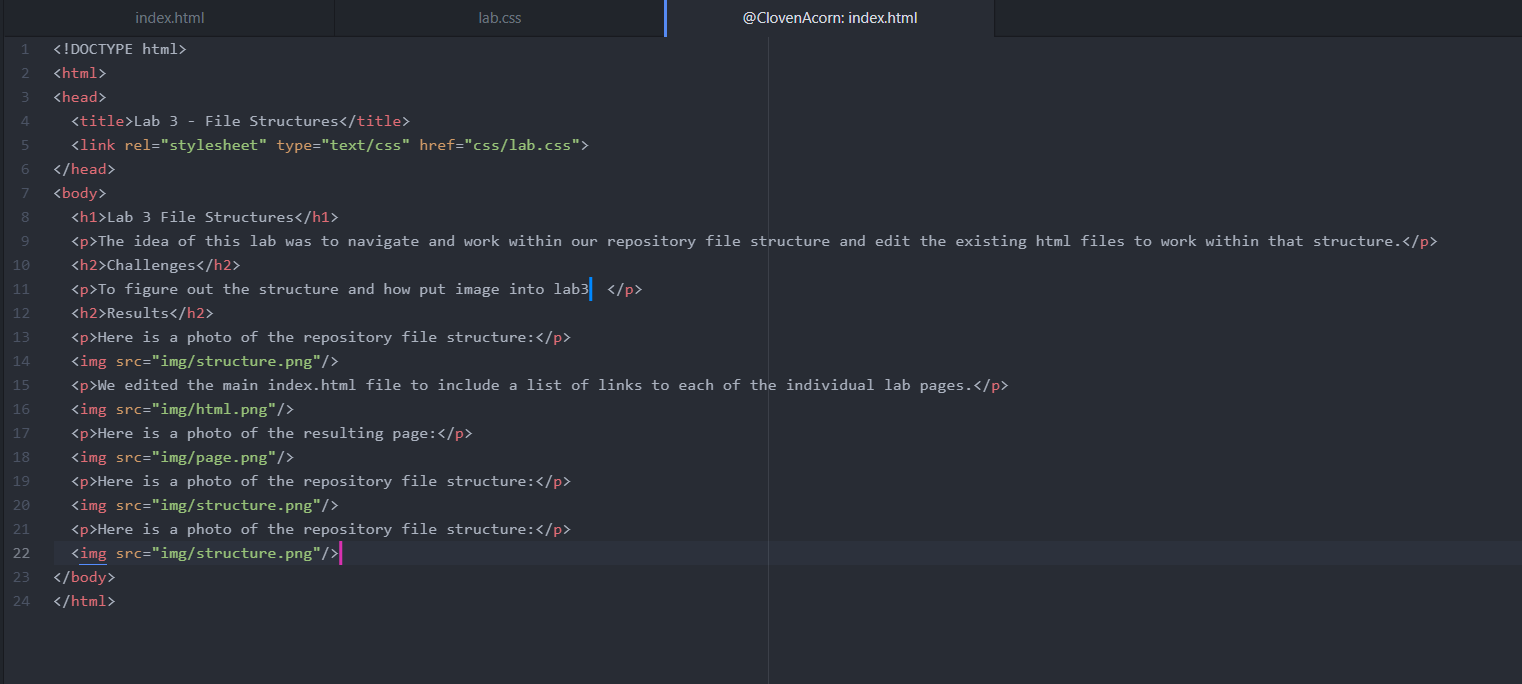 index.html lab.css @ClovenAcorn: index.html
1 <!DOCTYPE html>
2 <html>
3 <head>
4 <title>Lab 3 - File Structures</title>
5 <link rel="stylesheet" type="text/css" href="css/lab.css">
6 </head>
7 <body>
8 <h1>Lab 3 File Structures</h1>
9 <p>The idea of this lab was to navigate and work within our repository file structure and edit the existing html files to work within that structure.</p>
10 <h2>Challenges</h2>
11 <p>To figure out the structure and how put image into lab3 </p>
12 <h2>Results</h2>
13 <p>Here is a photo of the repository file structure:</p>
14 <img src="img/structure.png"/>
15 <p>We edited the main index.html file to include a list of links to each of the individual lab pages.</p>
16 <img src="img/html.png"/>
17 <p>Here is a photo of the resulting page:</p>
18 <img src="img/page.png"/>
19 <p>Here is a photo of the repository file structure:</p>
20 <img src="img/structure.png"/>
21 <p>Here is a photo of the repository file structure:</p>
22 <img src="img/structure.png"/>
23 </body>
24 </html>